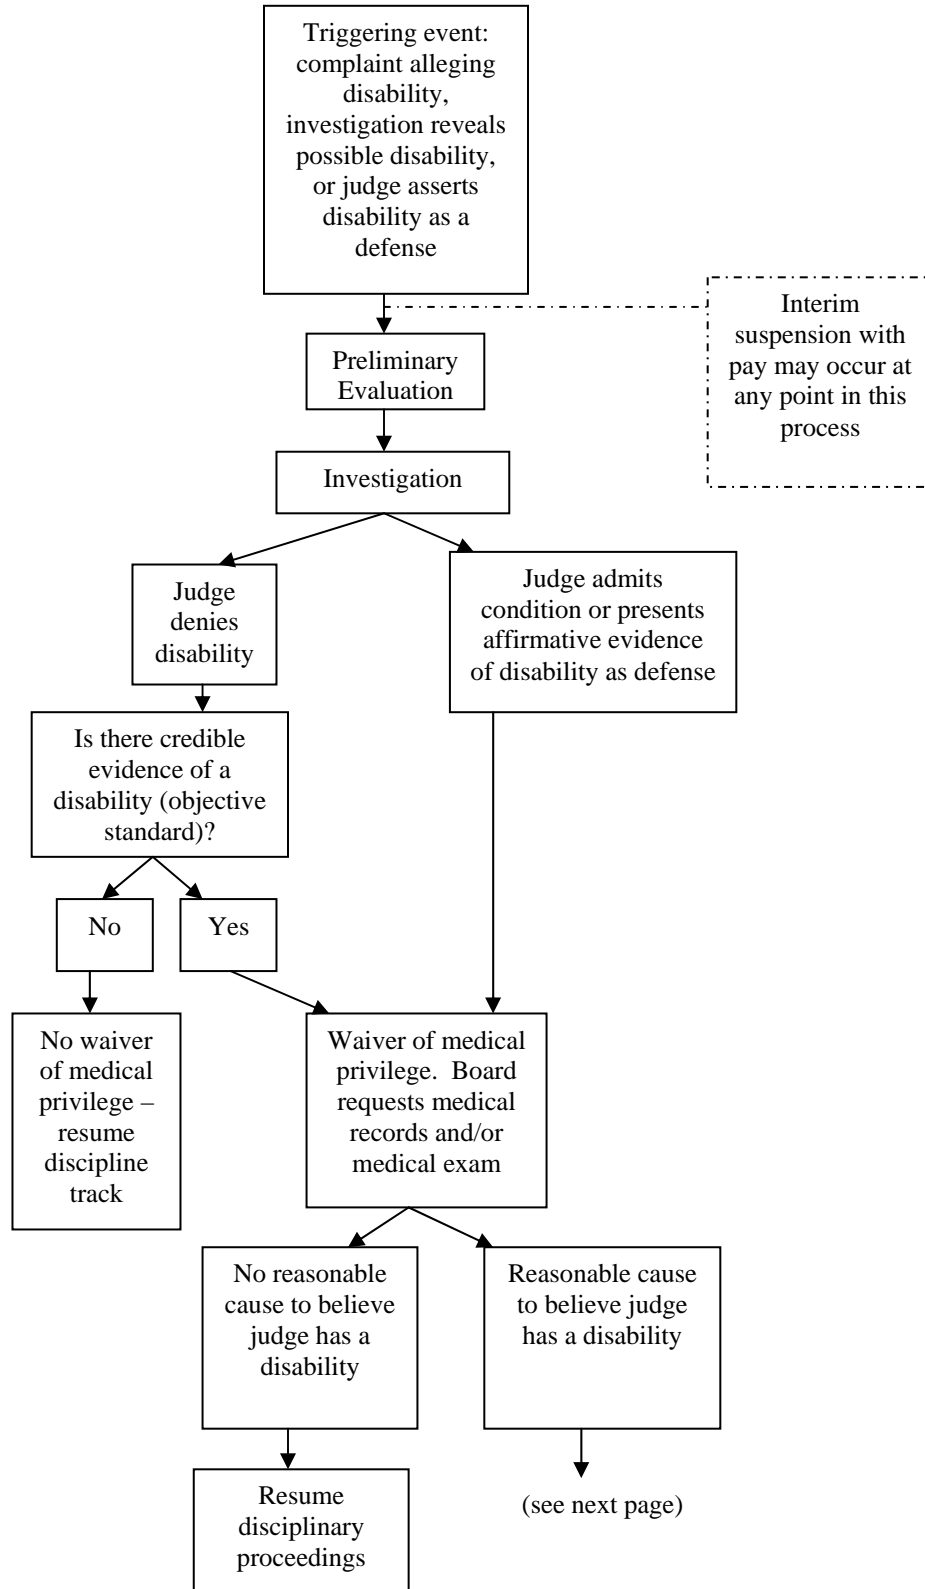 Triggering event:
complaint alleging
disability,
investigation reveals
possible disability,
or judge asserts
disability as a
defense
Interim
suspension with
pay may occur at
any point in this
process
Preliminary
Evaluation
Investigation
Judge
denies
disability
Judge admits
condition or presents
affirmative evidence
of disability as defense
Is there credible
evidence of a
disability (objective
standard)?
No
Yes
No waiver
of medical
privilege –
resume
discipline
track
Waiver of medical
privilege.  Board
requests medical
records and/or
medical exam
No reasonable
cause to believe
judge has a
disability
Reasonable cause
to believe judge
has a disability
Resume
disciplinary
proceedings
(see next page)